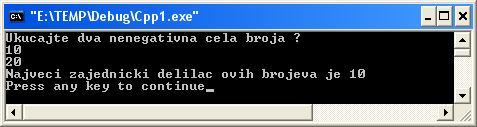 "E:\TEMP\Debug\Cpp1.exe"
Ukucajte dva nenegativna cela broja ?
10
20
Najveci zajednicki delilac ovih brojeva je 10
Press any key to continue_